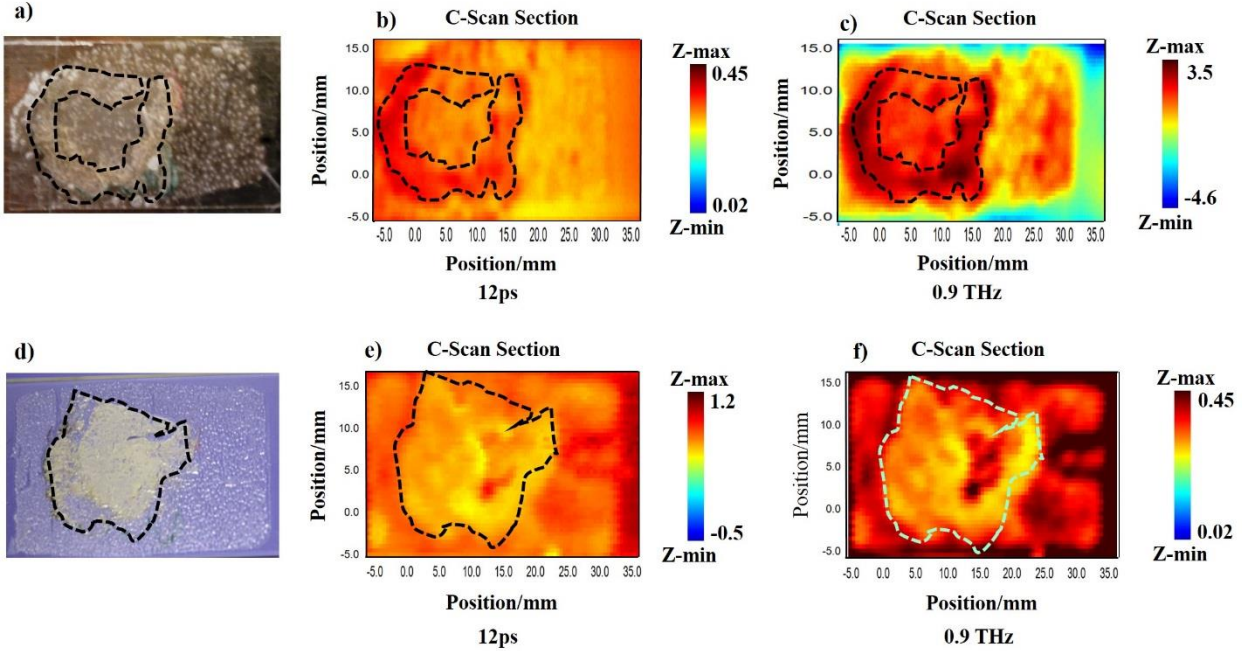 a)
b)
C-Scan Section
c)
C-Scan Section
Z-max
0.45
0.02
Z-min
Z-max
3.5
-4.6
Z-min
Position/mm
15.0
10.0
5.0
0.0
-5.0
-5.0 0.0 5.0 10.0 15.0 20.0 25.0 30.0 35.0
Position/mm
12ps
Position/mm
15.0
10.0
5.0
0.0
-5.0
-5.0 0.0 5.0 10.0 15.0 20.0 25.0 30.0 35.0
Position/mm
0.9 THz
d)
e)
C-Scan Section
f)
C-Scan Section
Z-max
1.2
-0.5
Z-min
Z-max
0.45
0.02
Z-min
Position/mm
15.0
10.0
5.0
0.0
-5.0
-5.0 0.0 5.0 10.0 15.0 20.0 25.0 30.0 35.0
Position/mm
12ps
Position/mm
15.0
10.0
5.0
0.0
-5.0
-5.0 0.0 5.0 10.0 15.0 20.0 25.0 30.0 35.0
Position/mm
0.9 THz